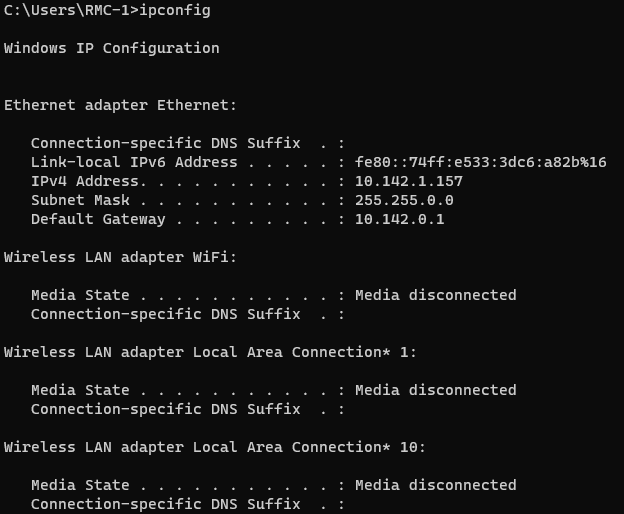 C:\Users\RMC-1>ipconfig
Windows IP Configuration
Ethernet adapter Ethernet:
Connection-specific DNS Suffix  . :
Link-local IPv6 Address . . . . . : fe80::74ff:e533:3dc6:a82b%16
IPv4 Address. . . . . . . . . . . : 10.142.1.157
Subnet Mask . . . . . . . . . . . : 255.255.0.0
Default Gateway . . . . . . . . . : 10.142.0.1
Wireless LAN adapter WiFi:
Media State . . . . . . . . . . . : Media disconnected
Connection-specific DNS Suffix  . :
Wireless LAN adapter Local Area Connection* 1:
Media State . . . . . . . . . . . : Media disconnected
Connection-specific DNS Suffix  . :
Wireless LAN adapter Local Area Connection* 10:
Media State . . . . . . . . . . . : Media disconnected
Connection-specific DNS Suffix  . :